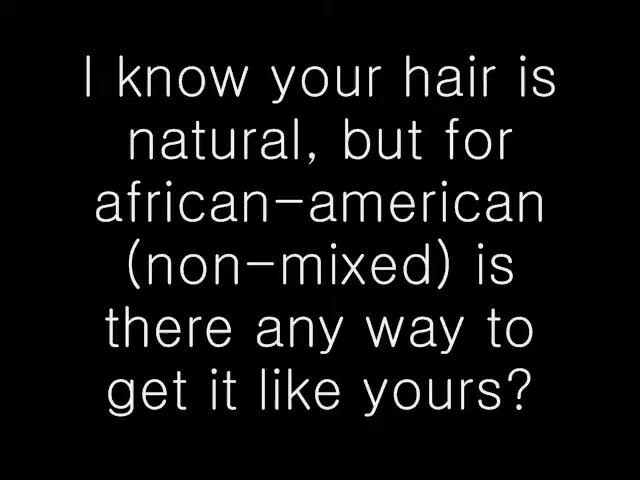 I know your hair is
natural, but for
african-american
(non-mixed) is
there any way to
get it like yours?